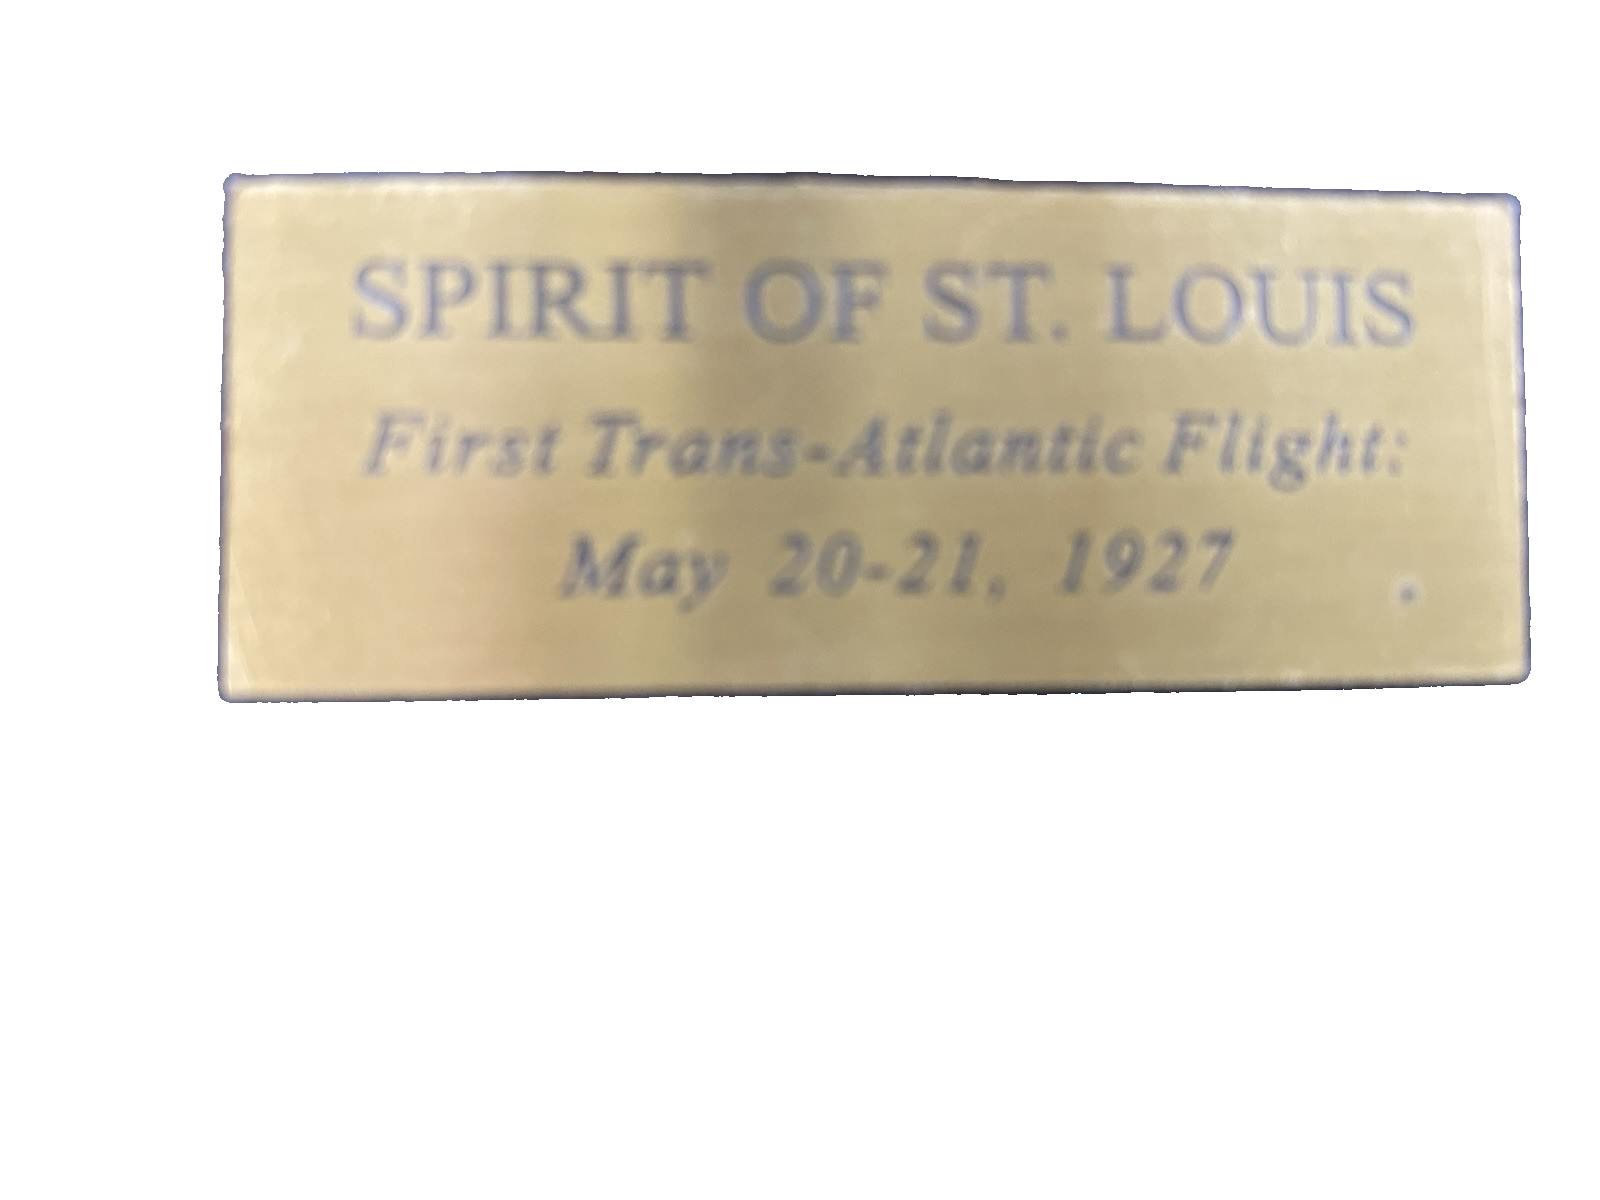 SPIRIT OF ST. LOUIS
First Trans-Atlantic Flight:
May 20-21, 1927